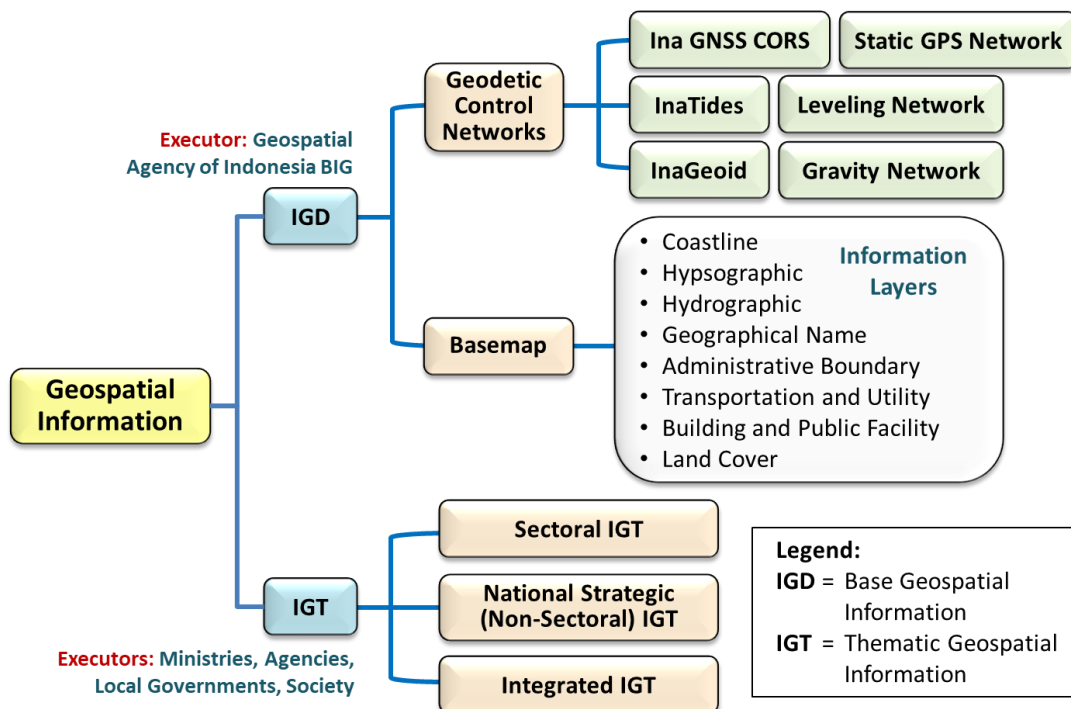 Ina GNSS CORS
Static GPS Network
Geodetic
Control
Networks
InaTides
Leveling Network
InaGeoid
Gravity Network
Executor: Geospatial
Agency of Indonesia BIG
IGD
Information
Layers
• Coastline
• Hypsographic
• Hydrographic
• Geographical Name
• Administrative Boundary
• Transportation and Utility
• Building and Public Facility
• Land Cover
Basemap
Geospatial
Information
Sectoral IGT
National Strategic
(Non-Sectoral) IGT
Integrated IGT
IGT
Executors: Ministries, Agencies,
Local Governments, Society
Legend:
IGD = Base Geospatial
Information
IGT = Thematic Geospatial
Information